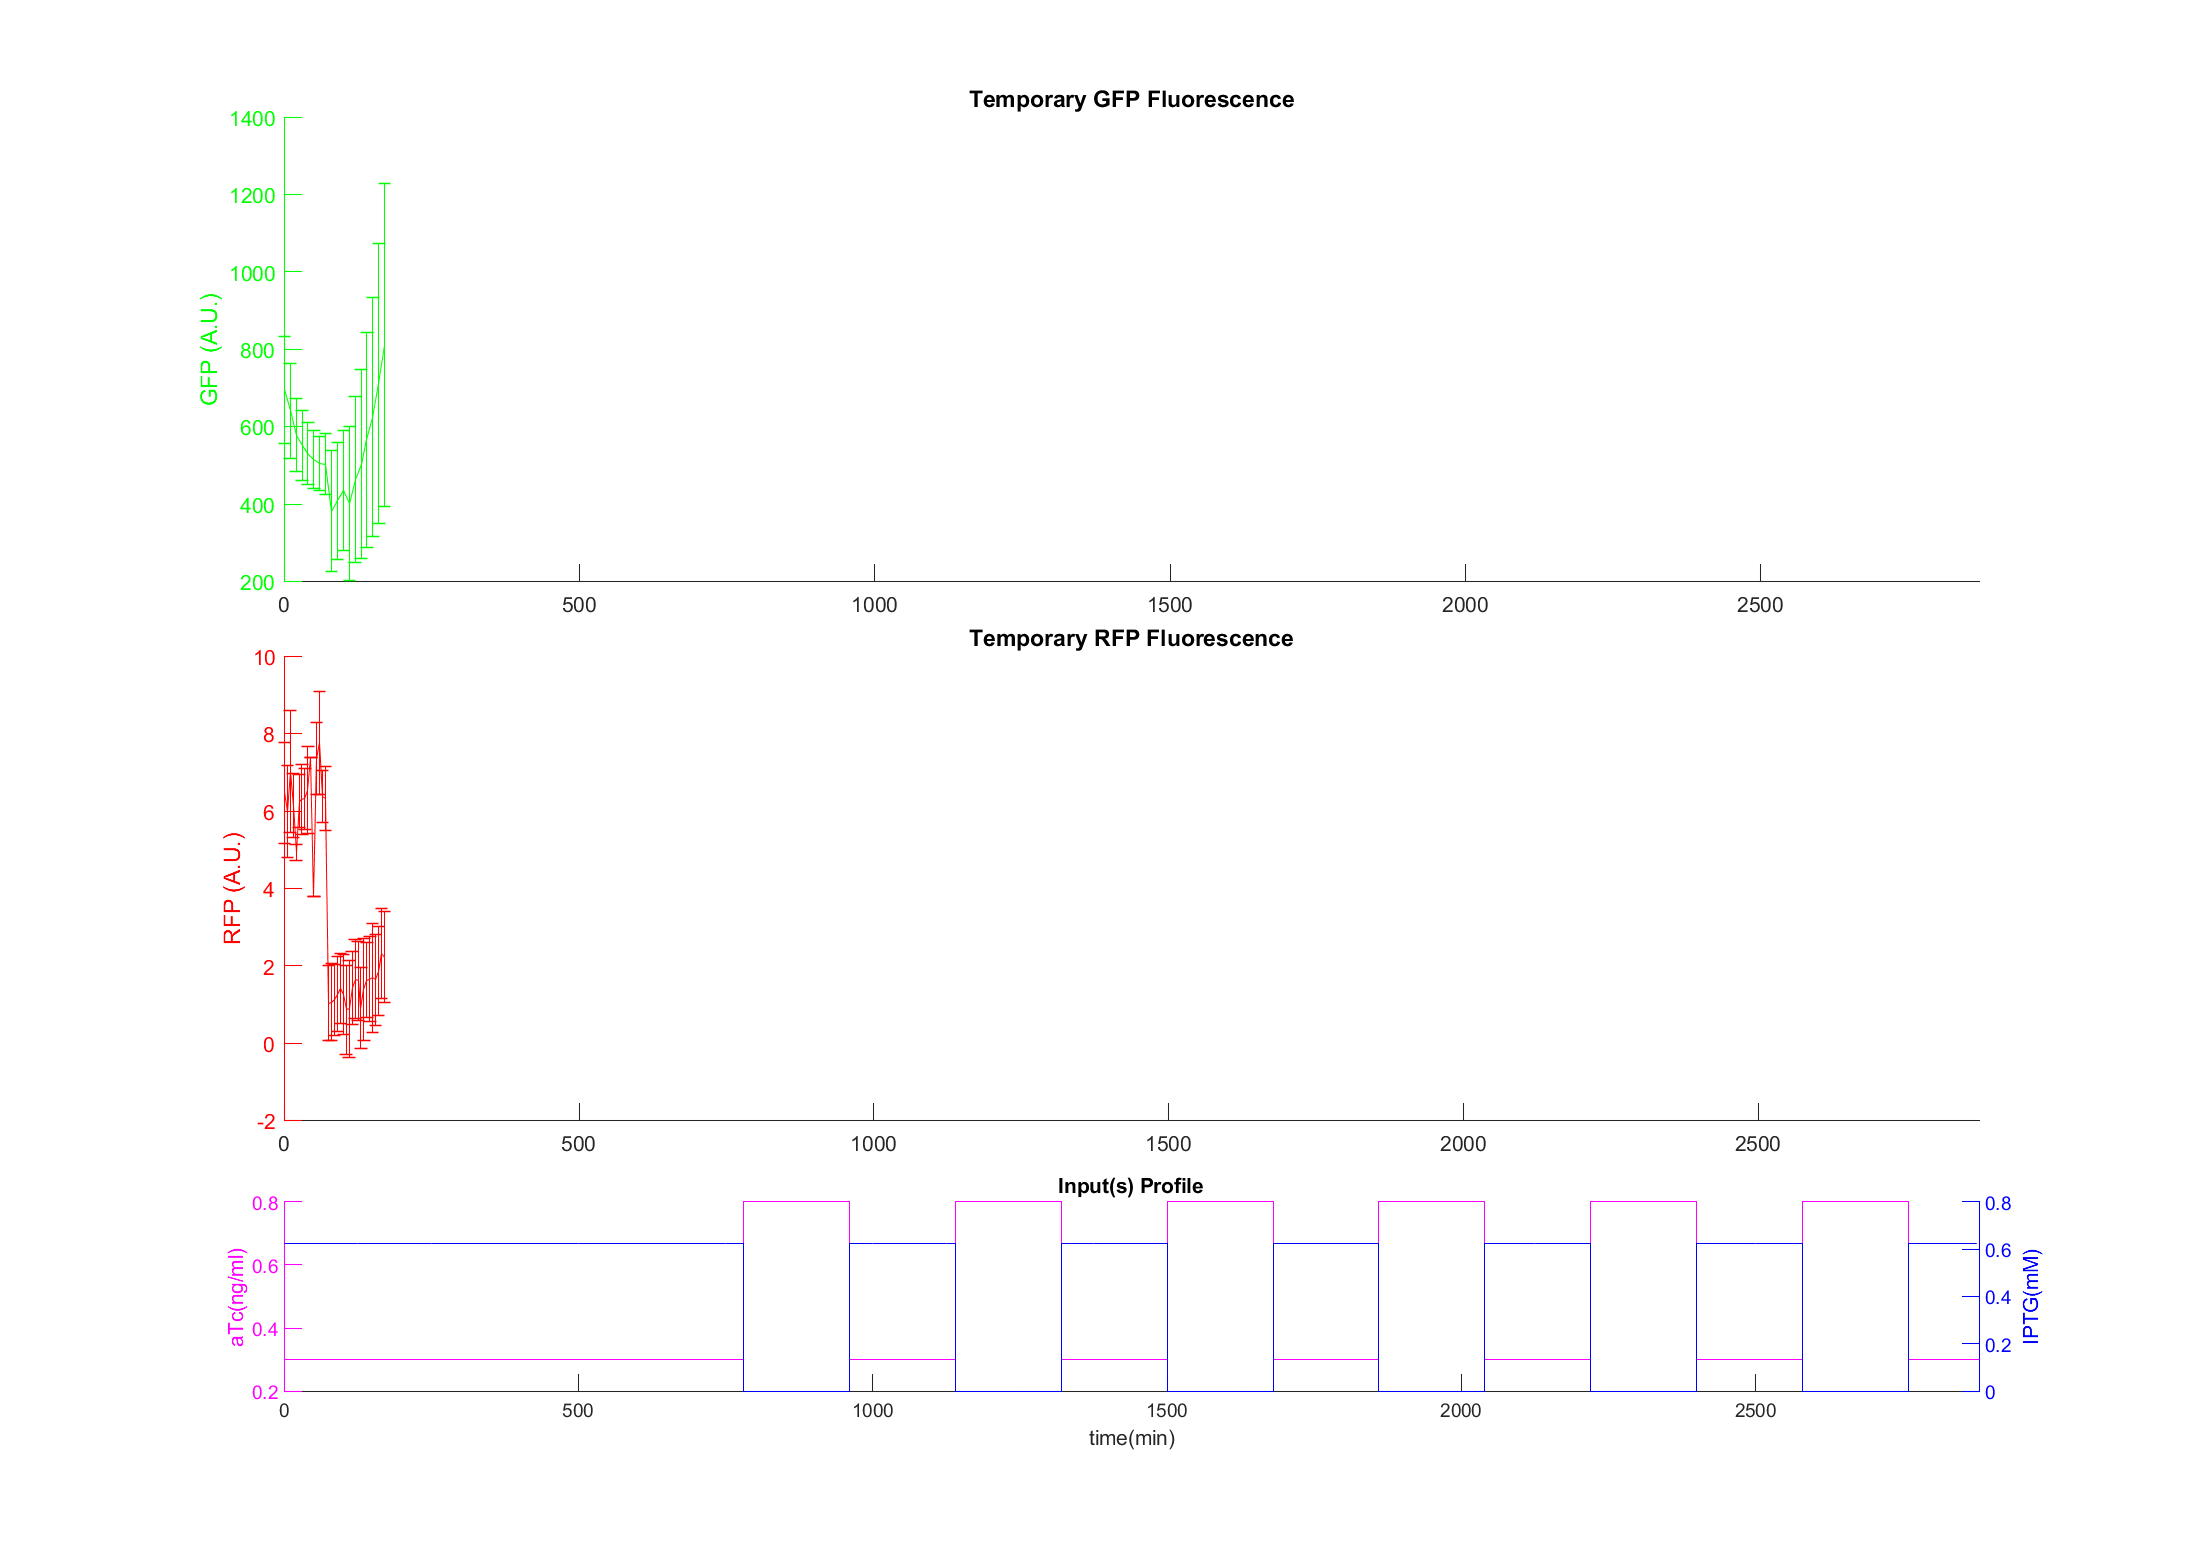 Temporary GFP Fluorescence
1400
1200
1000
800
600
400
200
GFP (A.U.)
0 500 1000 1500 2000 2500
Temporary RFP Fluorescence
10
8
6
4
2
0
-2
RFP (A.U.)
0 500 1000 1500 2000 2500
Input(s) Profile
0.8
0.6
0.4
0.2
aTc(ng/ml)
0.8
0.6
0.4
0.2
0
IPTG(mM)
0 500 1000 1500 2000 2500
time(min)